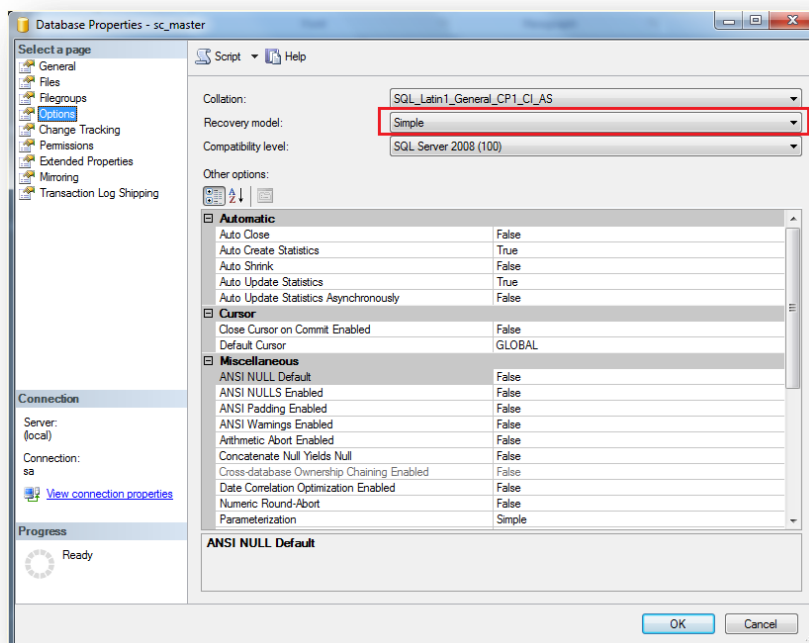 Database Properties - sc_master
Select a page
General
Files
Filegroups
Options
Change Tracking
Permissions
Extended Properties
Mirroring
Transaction Log Shipping
Connection
Server:
(local)
Connection:
sa
View connection properties
Progress
Ready
Script Help
Collation: SQL_Latin1_General_CP1_CI_AS
Recovery model: Simple
Compatibility level: SQL Server 2008 (100)
Other options:
Automatic
Auto Close False
Auto Create Statistics True
Auto Shrink False
Auto Update Statistics True
Auto Update Statistics Asynchronously False
Cursor
Close Cursor on Commit Enabled False
Default Cursor GLOBAL
Miscellaneous
ANSI NULL Default False
ANSI NULLS Enabled False
ANSI Padding Enabled False
ANSI Warnings Enabled False
Arithmetic Abort Enabled False
Concatenate Null Yields Null False
Cross-database Ownership Chaining Enabled False
Date Correlation Optimization Enabled False
Numeric Round-Abort False
Parameterization Simple
ANSI NULL Default
OK Cancel